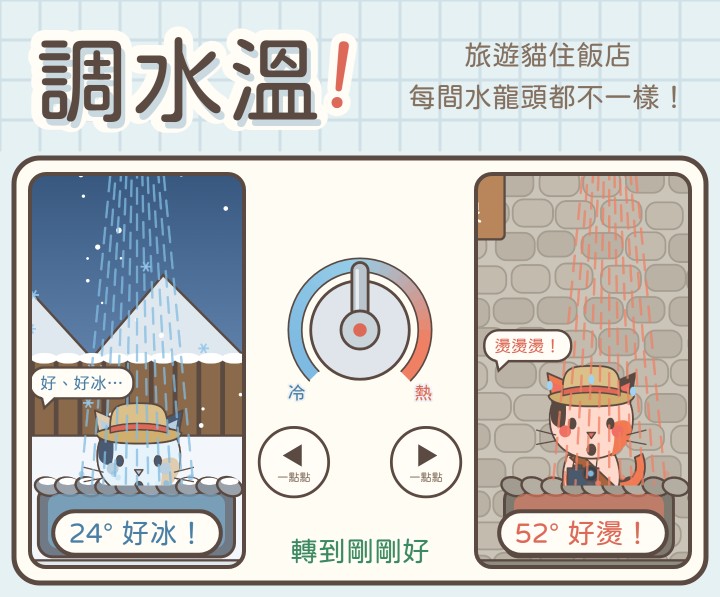 調水溫!
旅遊貓住飯店
每間水龍頭都不一樣！
好、好冰…
燙燙燙！
冷
熱
一點點
一點點
24° 好冰！
52° 好燙！
轉到剛剛好